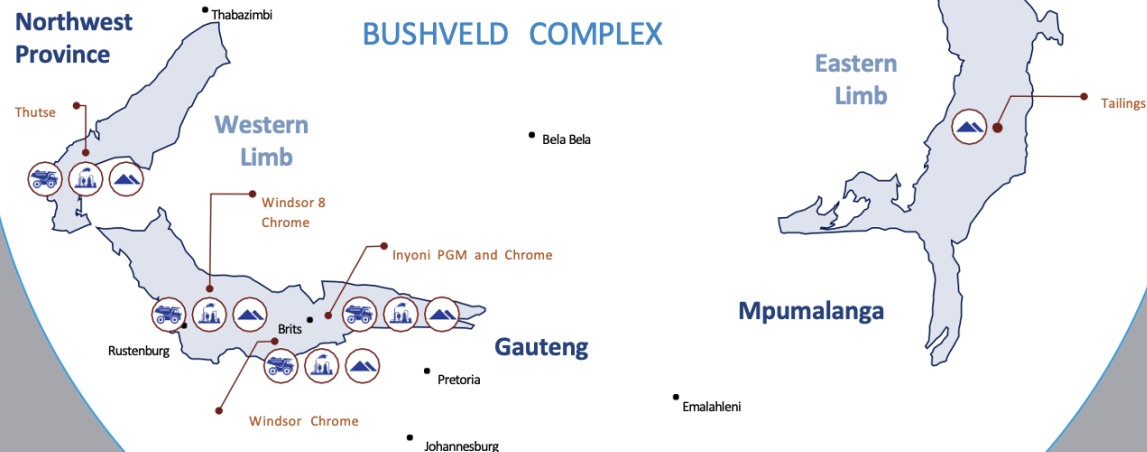 Northwest
Province
Thabazimbi
BUSHVELD COMPLEX
Eastern
Limb
Thutse
Tailings
Western
Limb
Bela Bela
Windsor 8
Chrome
Inyoni PGM and Chrome
Mpumalanga
Brits
Rustenburg
Gauteng
Pretoria
Emalahleni
Windsor Chrome
Johannesburg